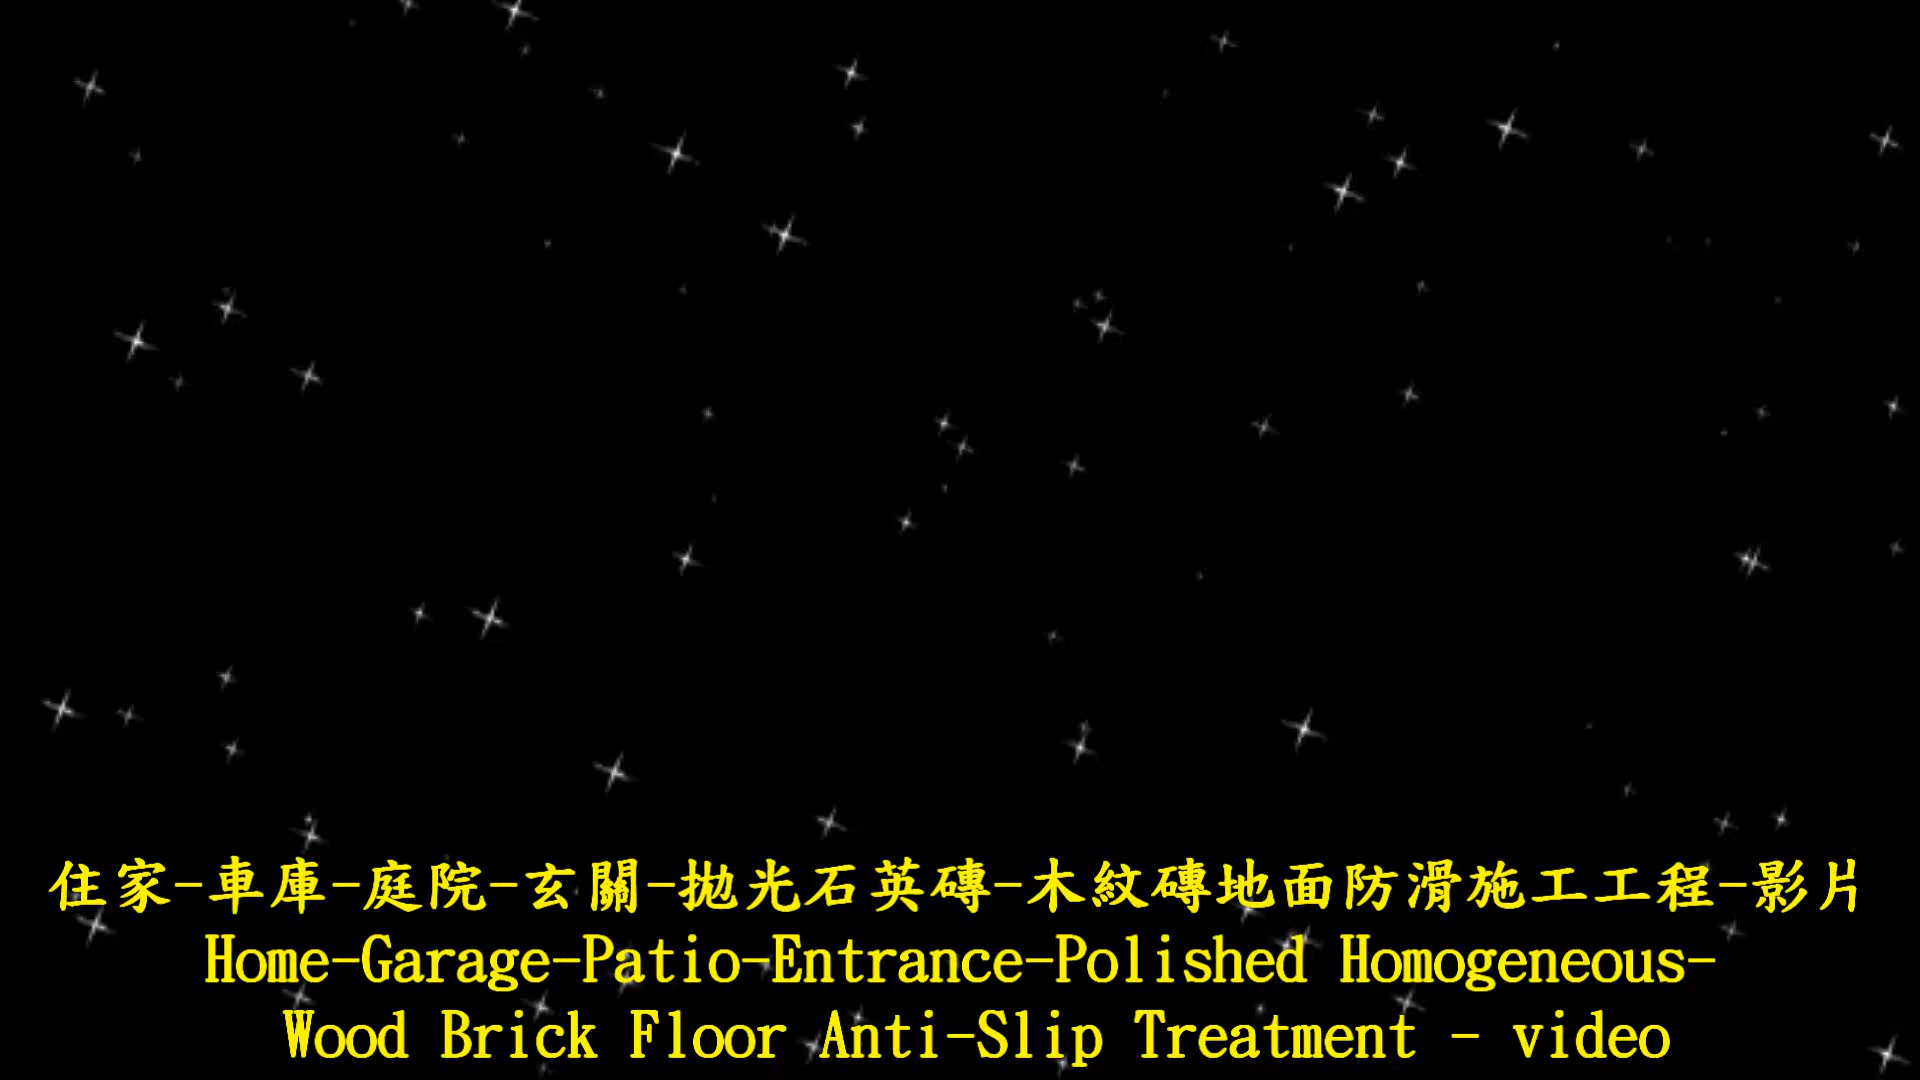 住家-車庫-庭院-玄關-拋光石英磚-木紋磚地面防滑施工工程-影片
Home-Garage-Patio-Entrance-Polished Homogeneous-
Wood Brick Floor Anti-Slip Treatment - video